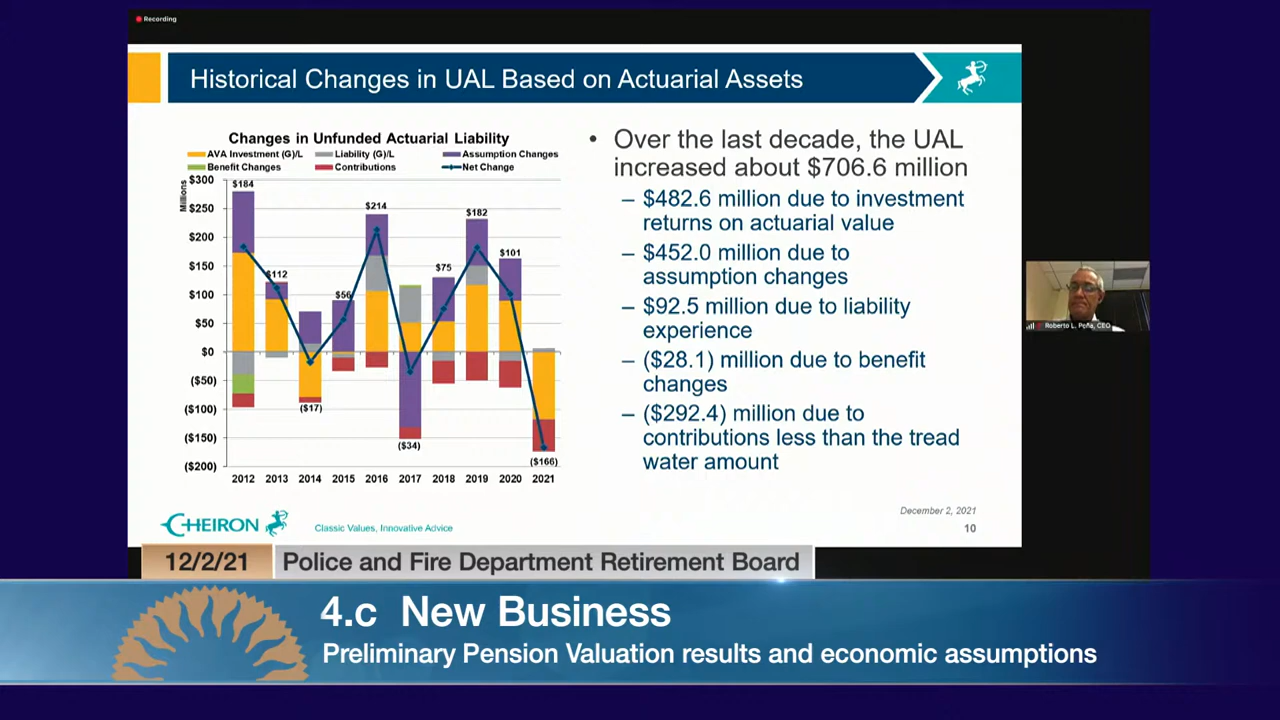 Recording
Historical Changes in UAL Based on Actuarial Assets
Changes in Unfunded Actuarial Liability
AVA Investment (G)/L
Liability (G)/L
Assumption Changes
Benefit Changes
Contributions
Net Change
Millions
$300
$250
$200
$150
$100
$50
$0
($50)
($100)
($150)
($200)
$184
$112
($17)
$56
$214
($34)
$75
$182
$101
($166)
2012 2013 2014 2015 2016 2017 2018 2019 2020 2021
• Over the last decade, the UAL
increased about $706.6 million
– $482.6 million due to investment
returns on actuarial value
– $452.0 million due to
assumption changes
– $92.5 million due to liability
experience
– ($28.1) million due to benefit
changes
– ($292.4) million due to
contributions less than the tread
water amount
CHEIRON
Classic Values, Innovative Advice
December 2, 2021
10
Roberto L. Peña, CEO
12/2/21
Police and Fire Department Retirement Board
4.c New Business
Preliminary Pension Valuation results and economic assumptions